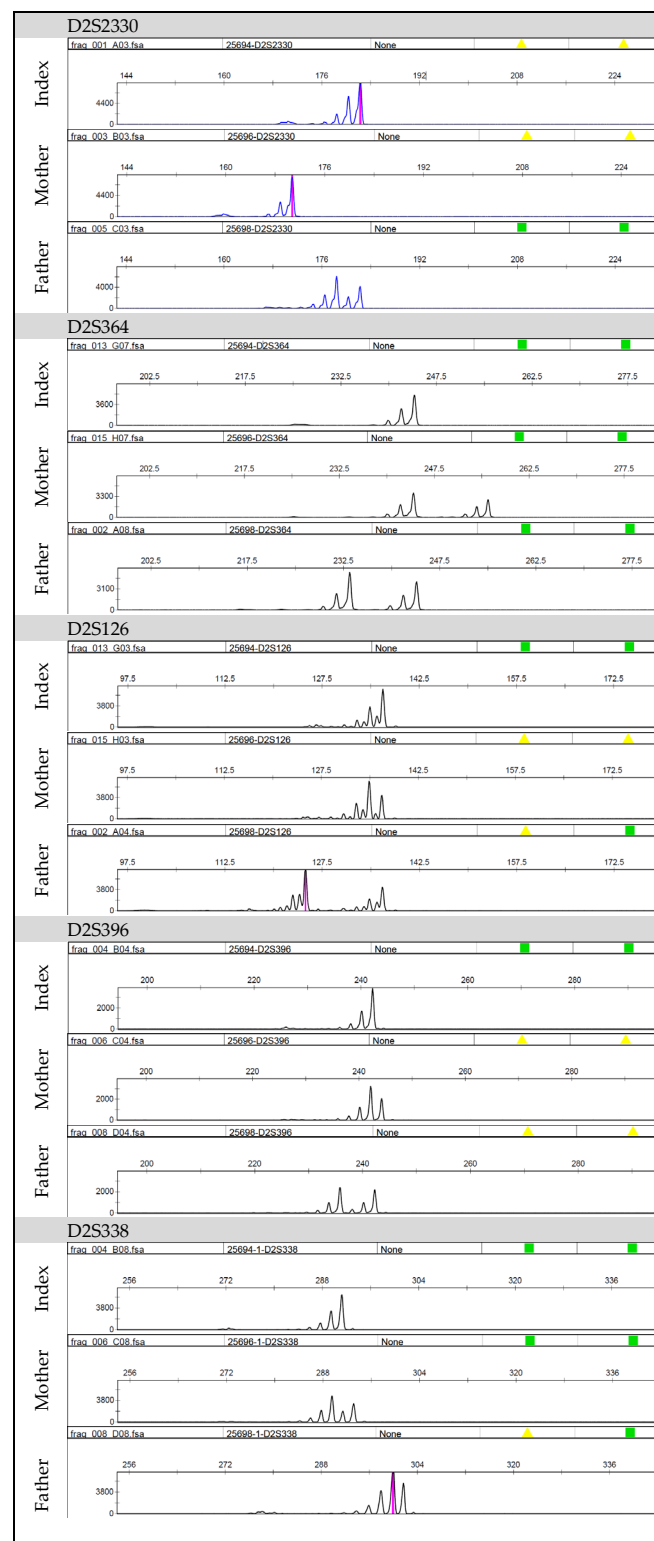 D2S2330
Index
frag_001_A03.fsa 25694-D2S2330 None
144 160 176 192 208 224
4400
0
Mother
frag_003_B03.fsa 25696-D2S2330 None
144 160 176 192 208 224
4400
0
Father
frag_005_C03.fsa 25698-D2S2330 None
144 160 176 192 208 224
4000
0
D2S364
Index
frag_013_G07.fsa 25694-D2S364 None
202.5 217.5 232.5 247.5 262.5 277.5
3600
0
Mother
frag_015_H07.fsa 25696-D2S364 None
202.5 217.5 232.5 247.5 262.5 277.5
3300
0
Father
frag_002_A08.fsa 25698-D2S364 None
202.5 217.5 232.5 247.5 262.5 277.5
3100
0
D2S126
Index
frag_013_G03.fsa 25694-D2S126 None
97.5 112.5 127.5 142.5 157.5 172.5
3800
0
Mother
frag_015_H03.fsa 25696-D2S126 None
97.5 112.5 127.5 142.5 157.5 172.5
3800
0
Father
frag_002_A04.fsa 25698-D2S126 None
97.5 112.5 127.5 142.5 157.5 172.5
3800
0
D2S396
Index
frag_004_B04.fsa 25694-D2S396 None
200 220 240 260 280
2000
0
Mother
frag_006_C04.fsa 25696-D2S396 None
200 220 240 260 280
2000
0
Father
frag_008_D04.fsa 25698-D2S396 None
200 220 240 260 280
2000
0
D2S338
Index
frag_004_B08.fsa 25694-1-D2S338 None
256 272 288 304 320 336
3800
0
Mother
frag_006_C08.fsa 25696-1-D2S338 None
256 272 288 304 320 336
3800
0
Father
frag_008_D08.fsa 25698-1-D2S338 None
256 272 288 304 320 336
3800
0